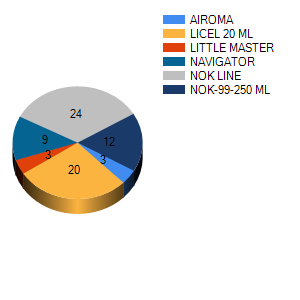 AIROMA
LICEL 20 ML
LITTLE MASTER
NAVIGATOR
NOK LINE
NOK-99-250 ML
24
9
12
3
3
20